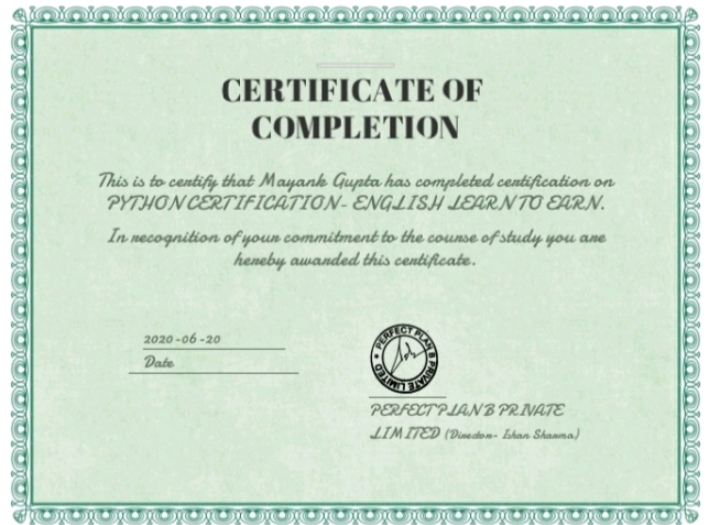 CERTIFICATE OF
COMPLETION
This is to certify that Mayank Gupta has completed certification on
PYTHON CERTIFICATION- ENGLISH LEARN TO EARN.
In recognition of your commitment to the course of study you are
hereby awarded this certificate.
2020-06-20
Date
PERFECT PLAN B PRIVATE LIMITED
PERFECT PLAN B PRIVATE
LIMITED (Director- Ishan Sharma)